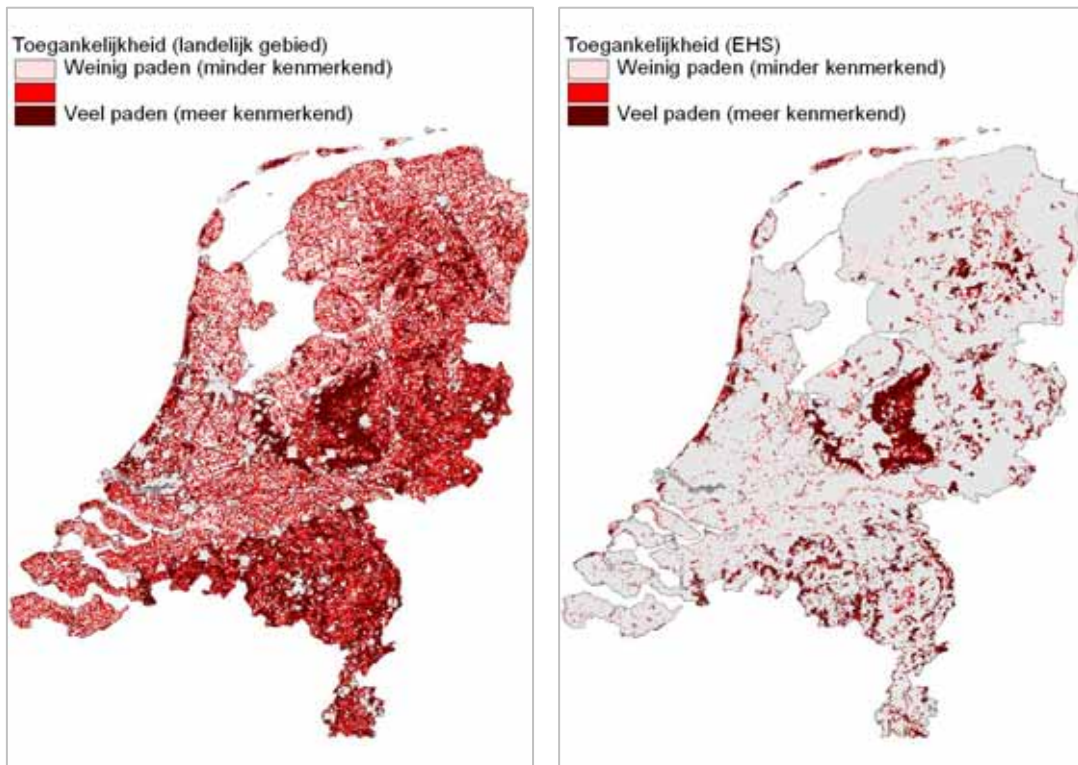 Toegankelijkheid (landelijk gebied)
Weinig paden (minder kenmerkend)
Veel paden (meer kenmerkend)
Toegankelijkheid (EHS)
Weinig paden (minder kenmerkend)
Veel paden (meer kenmerkend)